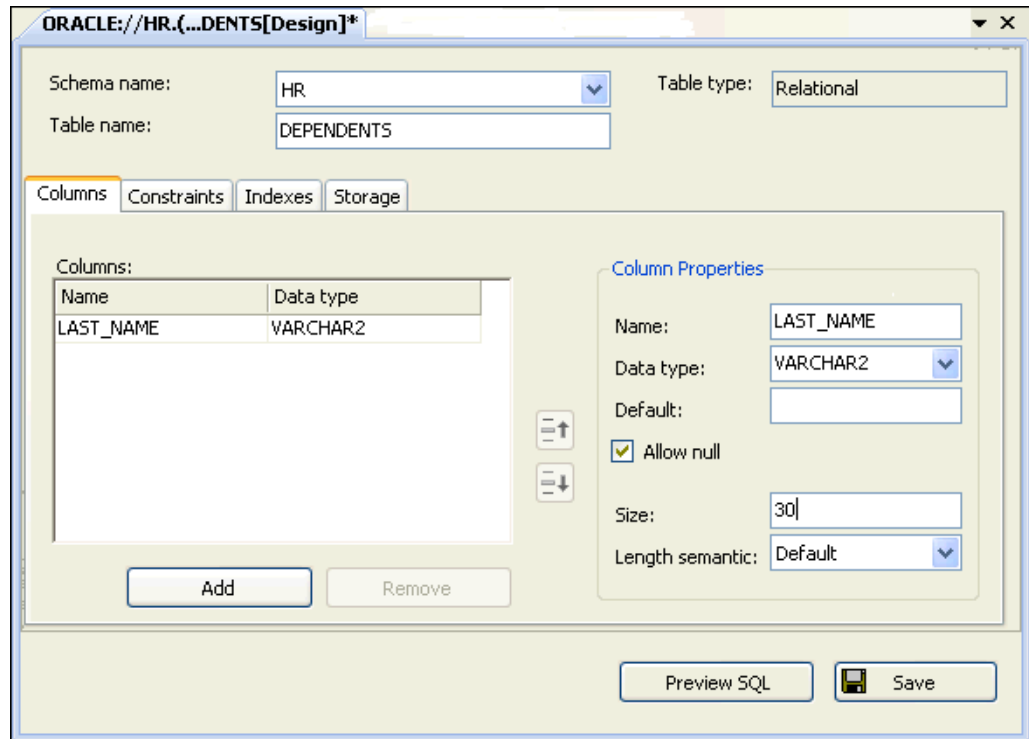 ORACLE://HR.(...DENTS[Design]*
Schema name: HR Table type: Relational
Table name: DEPENDENTS
Columns Constraints Indexes Storage
Columns:
Name Data type
LAST_NAME VARCHAR2
Column Properties
Name: LAST_NAME
Data type: VARCHAR2
Default:
Allow null
Size: 30
Length semantic: Default
Add Remove
Preview SQL Save